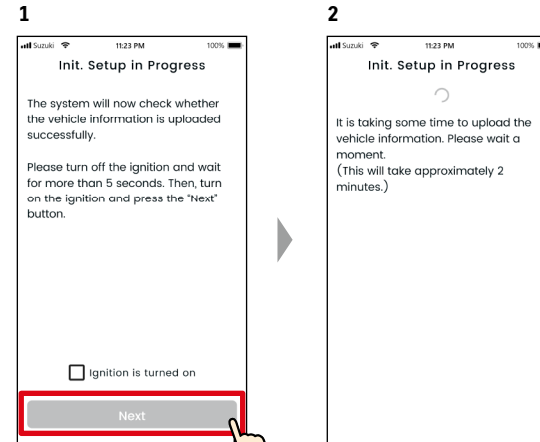 1
Suzuki 11:23 PM 100%
Init. Setup in Progress
The system will now check whether
the vehicle information is uploaded
successfully.
Please turn off the ignition and wait
for more than 5 seconds. Then, turn
on the ignition and press the “Next”
button.
Ignition is turned on
Next
2
Suzuki 11:23 PM 100%
Init. Setup in Progress
It is taking some time to upload the
vehicle information. Please wait a
moment.
(This will take approximately 2
minutes.)